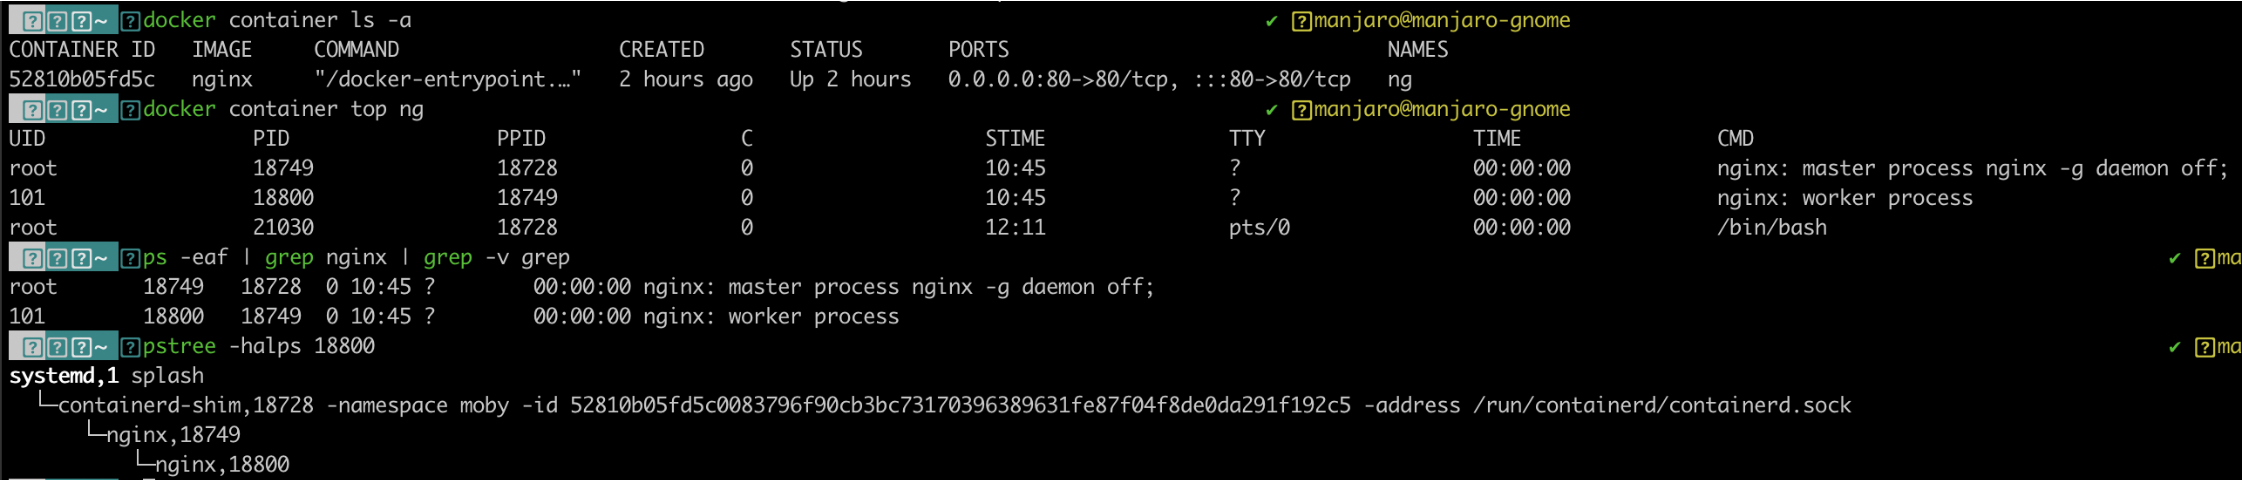 ~ docker container ls -a ✔ manjaro@manjaro-gnome
CONTAINER ID IMAGE COMMAND CREATED STATUS PORTS NAMES
52810b05fd5c nginx "/docker-entrypoint.…" 2 hours ago Up 2 hours 0.0.0.0:80->80/tcp, :::80->80/tcp ng
~ docker container top ng ✔ manjaro@manjaro-gnome
UID PID PPID C STIME TTY TIME CMD
root 18749 18728 0 10:45 ? 00:00:00 nginx: master process nginx -g daemon off;
101 18800 18749 0 10:45 ? 00:00:00 nginx: worker process
root 21030 18728 0 12:11 pts/0 00:00:00 /bin/bash
~ ps -eaf | grep nginx | grep -v grep ✔ ma
root 18749 18728 0 10:45 ? 00:00:00 nginx: master process nginx -g daemon off;
101 18800 18749 0 10:45 ? 00:00:00 nginx: worker process
~ pstree -halps 18800 ✔ ma
systemd,1 splash
└─containerd-shim,18728 -namespace moby -id 52810b05fd5c0083796f90cb3bc73170396389631fe87f04f8de0da291f192c5 -address /run/containerd/containerd.sock
└─nginx,18749
└─nginx,18800